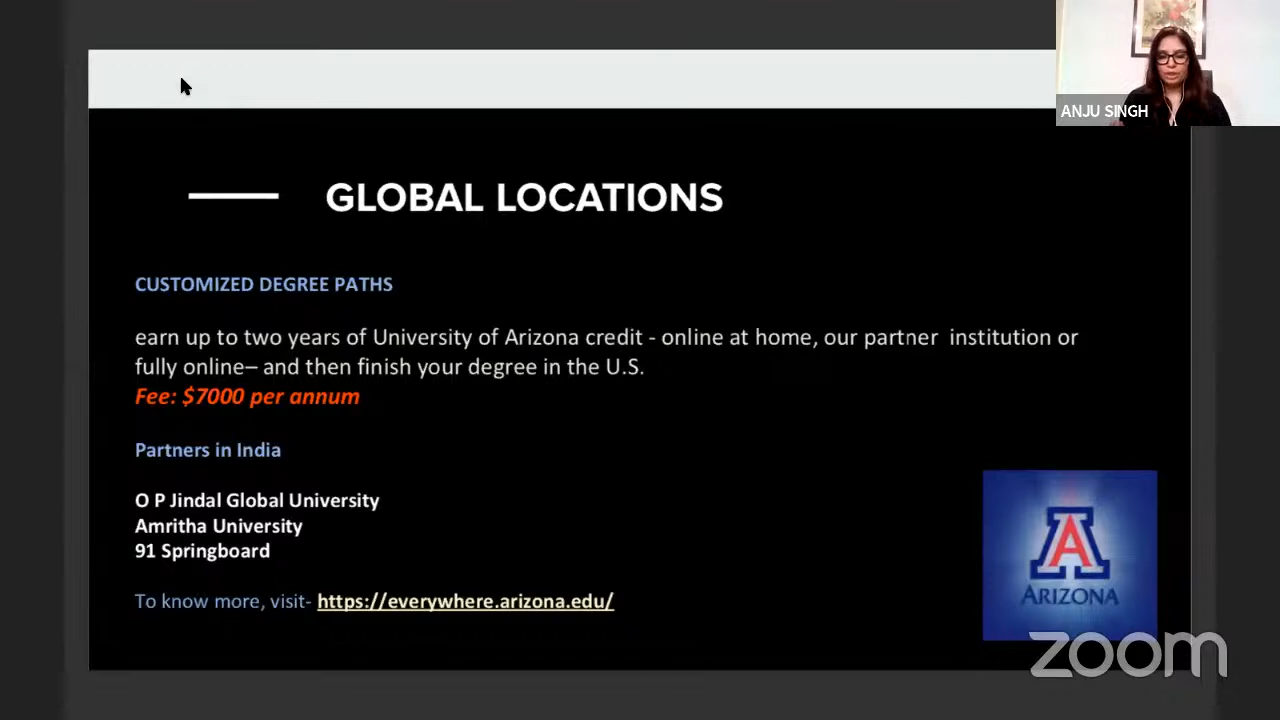 ANJU SINGH
GLOBAL LOCATIONS
CUSTOMIZED DEGREE PATHS
earn up to two years of University of Arizona credit - online at home, our partner institution or
fully online– and then finish your degree in the U.S.
Fee: $7000 per annum
Partners in India
O P Jindal Global University
Amritha University
91 Springboard
To know more, visit- https://everywhere.arizona.edu/
A
ARIZONA
zoom